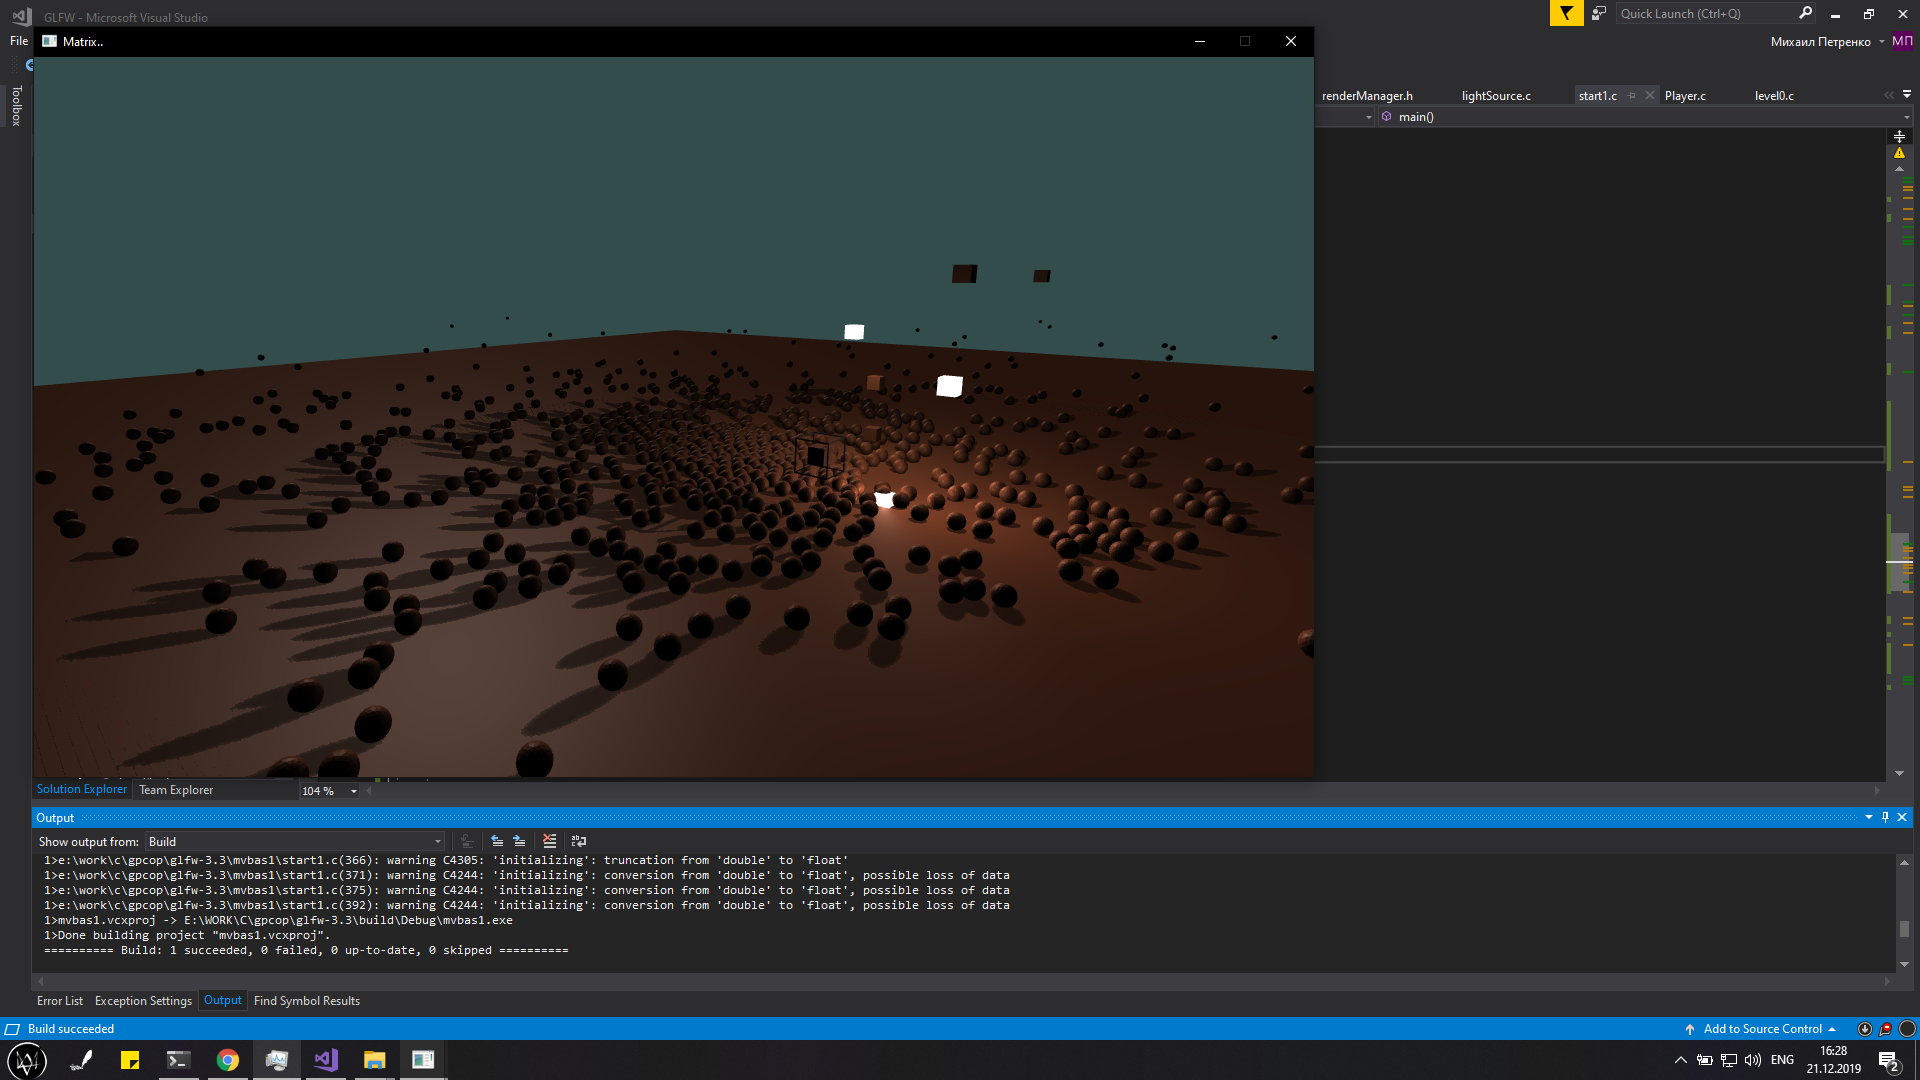 GLFW - Microsoft Visual Studio
Quick Launch (Ctrl+Q)
File
Matrix..
Михаил Петренко
МП
Toolbox
renderManager.h
lightSource.c
start1.c
Player.c
level0.c
main()
Solution Explorer
Team Explorer
104 %
Output
Show output from:
Build
1>e:\work\c\gpcop\glfw-3.3\mvbas1\start1.c(366): warning C4305: 'initializing': truncation from 'double' to 'float'
1>e:\work\c\gpcop\glfw-3.3\mvbas1\start1.c(371): warning C4244: 'initializing': conversion from 'double' to 'float', possible loss of data
1>e:\work\c\gpcop\glfw-3.3\mvbas1\start1.c(375): warning C4244: 'initializing': conversion from 'double' to 'float', possible loss of data
1>e:\work\c\gpcop\glfw-3.3\mvbas1\start1.c(392): warning C4244: 'initializing': conversion from 'double' to 'float', possible loss of data
1>mvbas1.vcxproj -> E:\WORK\C\gpcop\glfw-3.3\build\Debug\mvbas1.exe
1>Done building project "mvbas1.vcxproj".
========== Build: 1 succeeded, 0 failed, 0 up-to-date, 0 skipped ==========
Error List
Exception Settings
Output
Find Symbol Results
Build succeeded
Add to Source Control
ENG
16:28
21.12.2019
2